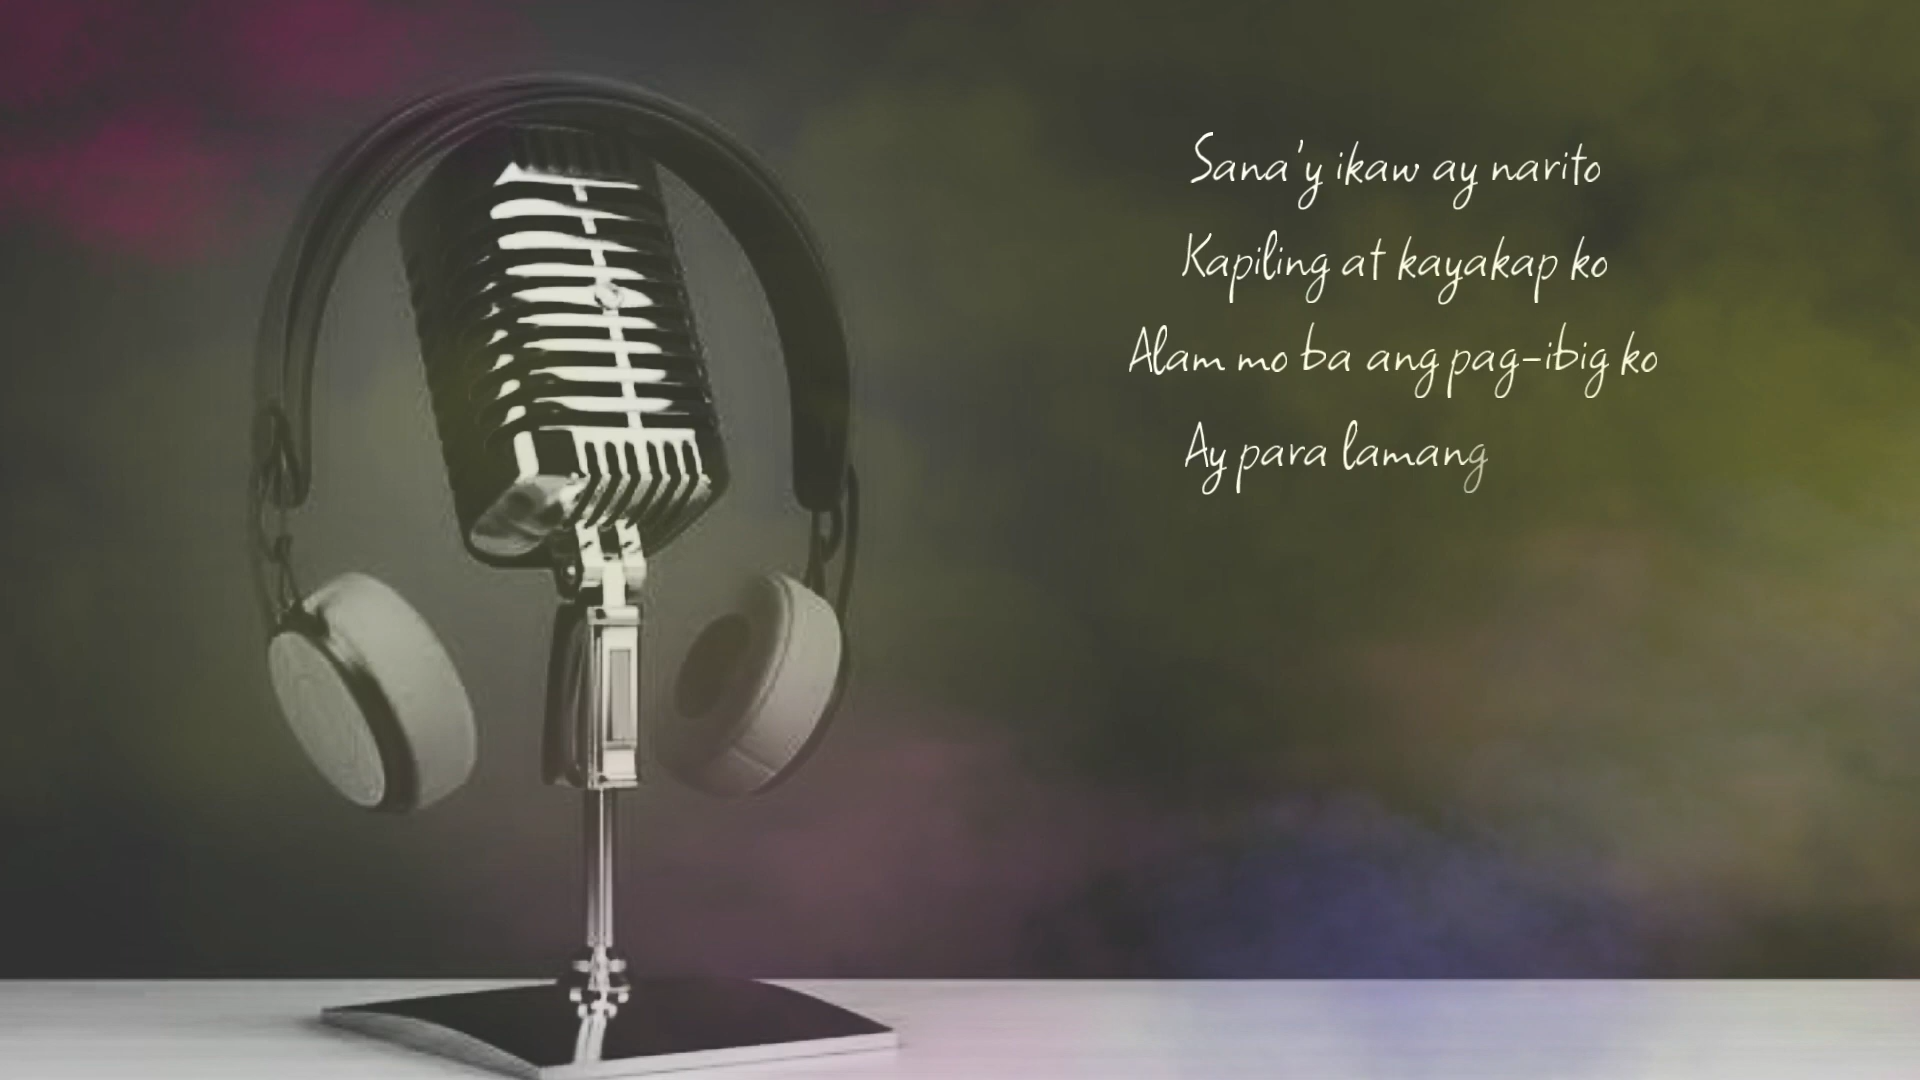 Sana'y ikaw ay narito
Kapiling at kayakap ko
Alam mo ba ang pag-ibig ko
Ay para lamang